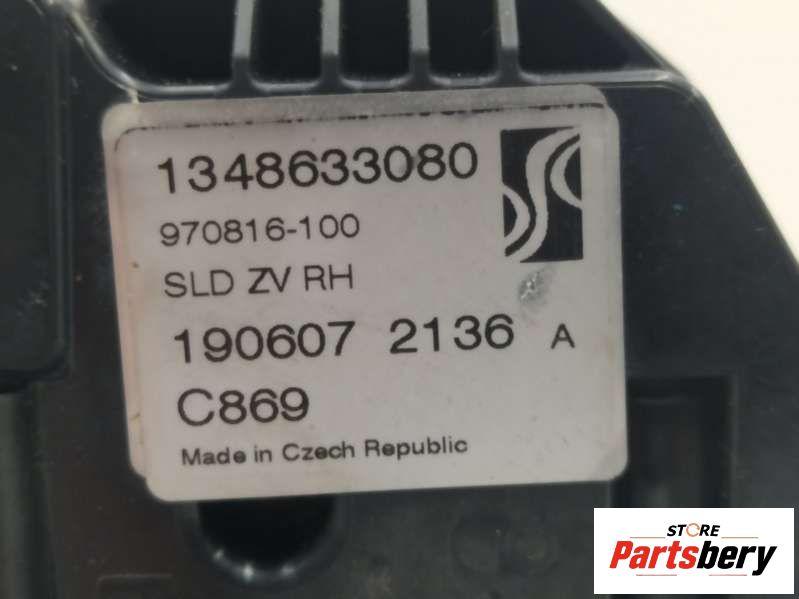 1348633080
970816-100
SLD ZV RH
190607 2136 A
C869
Made in Czech Republic
STORE
Partsbery